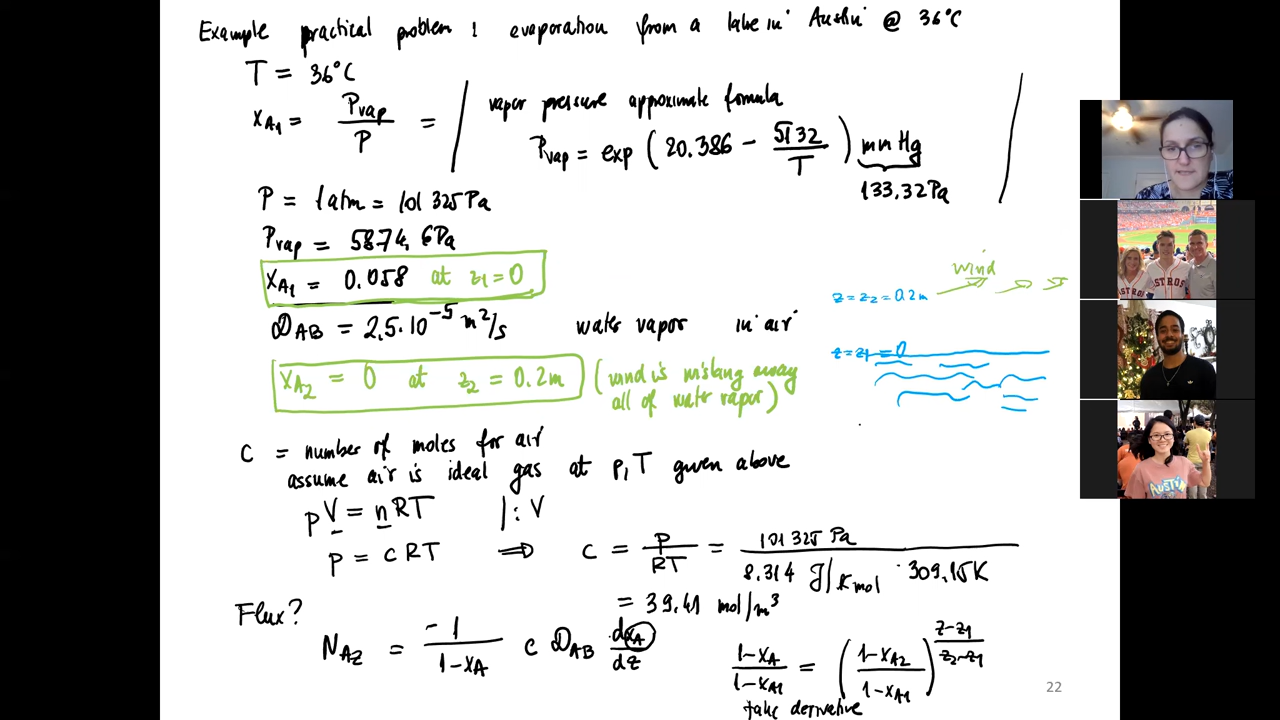 Example practical problem : evaporation from a lake in Austin @ 36°C
T = 36°C
xA1 = Pvap / P =
vapor pressure approximate formula
Pvap = exp ( 20.386 − 5132 / T ) mm Hg
133,32 Pa
P = 1 atm = 101 325 Pa
Pvap = 5874,6 Pa
xA1 = 0.058 at z1 = 0
DAB = 2,5·10⁻⁵ m²/s water vapor in air
xA2 = 0 at z2 = 0.2 m (wind is mixing away
all of water vapor)
wind
z = z2 = 0.2 m
z = z1 = 0
c = number of moles for air
assume air is ideal gas at p, T given above
pV = nRT |: V
p = cRT ⟹ c = P / RT = 101 325 Pa / 8.314 J/K mol · 309,15 K
= 39.41 mol/m³
Flux?
NAz = −1 / 1−xA c DAB dxA / dz
1−xA / 1−xA1 = ( 1−xA2 / 1−xA1 ) z−z1 / z2−z1
take derivative
22
ASTROS
AUSTIN